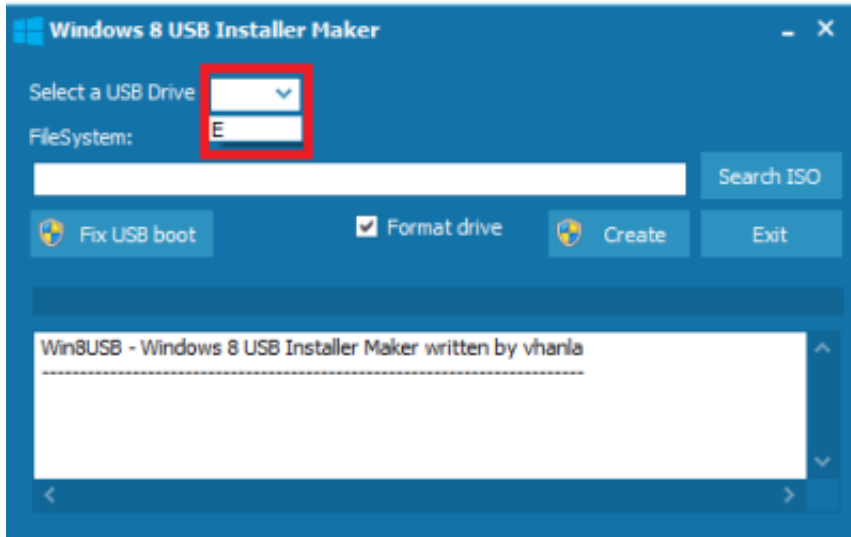 Windows 8 USB Installer Maker
Select a USB Drive
E
FileSystem:
Search ISO
Fix USB boot
Format drive
Create
Exit
Win8USB - Windows 8 USB Installer Maker written by vhanla
------------------------------------------------------------------------